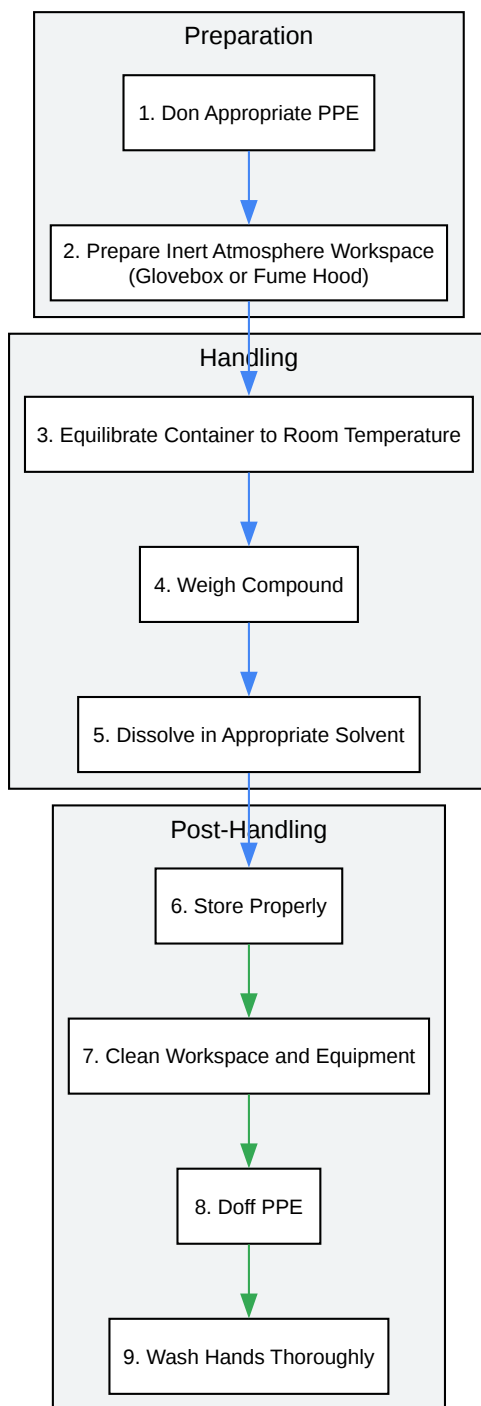 Preparation
1. Don Appropriate PPE
2. Prepare Inert Atmosphere Workspace
(Glovebox or Fume Hood)
Handling
3. Equilibrate Container to Room Temperature
4. Weigh Compound
5. Dissolve in Appropriate Solvent
Post-Handling
6. Store Properly
7. Clean Workspace and Equipment
8. Doff PPE
9. Wash Hands Thoroughly